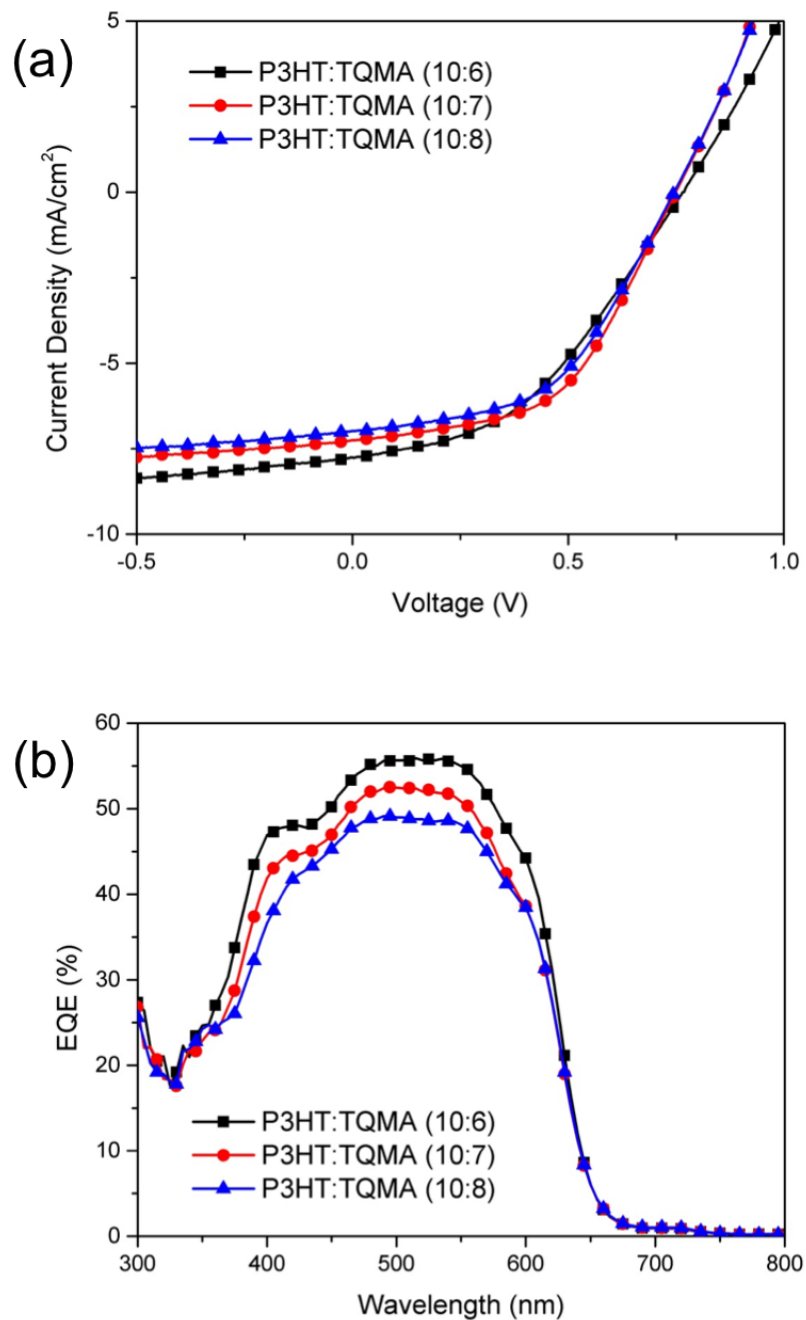 (a)
P3HT:TQMA (10:6)
P3HT:TQMA (10:7)
P3HT:TQMA (10:8)
5
0
-5
-10
Current Density (mA/cm²)
-0.5
0.0
0.5
1.0
Voltage (V)
(b)
60
50
40
30
20
10
0
EQE (%)
P3HT:TQMA (10:6)
P3HT:TQMA (10:7)
P3HT:TQMA (10:8)
300
400
500
600
700
800
Wavelength (nm)